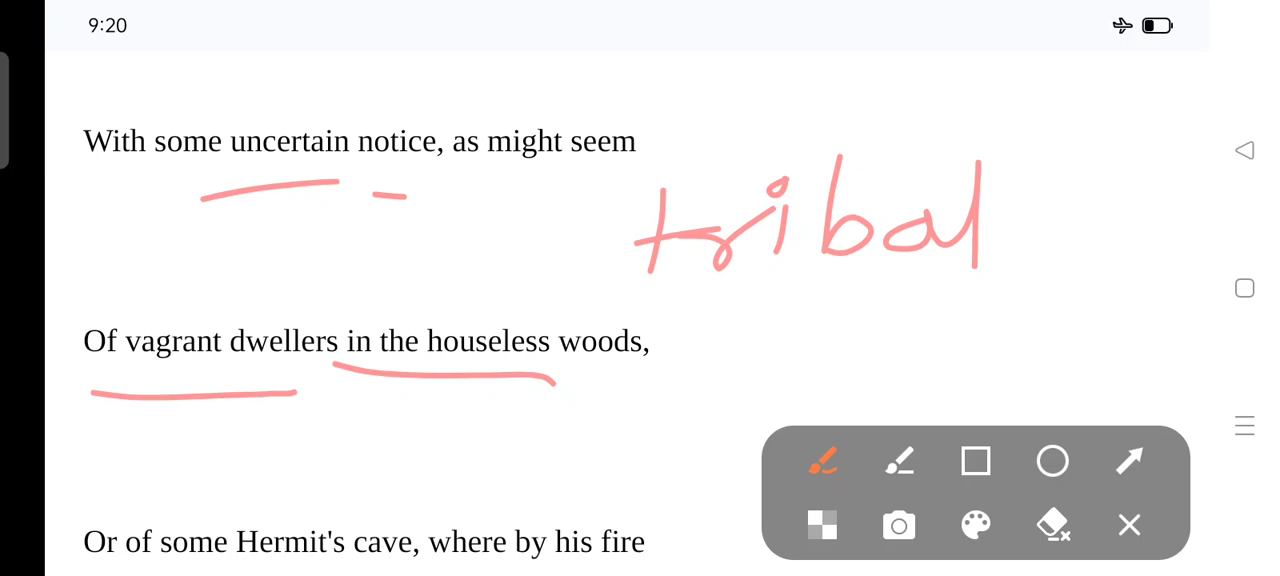 9:20
With some uncertain notice, as might seem
tribal
Of vagrant dwellers in the houseless woods,
Or of some Hermit's cave, where by his fire